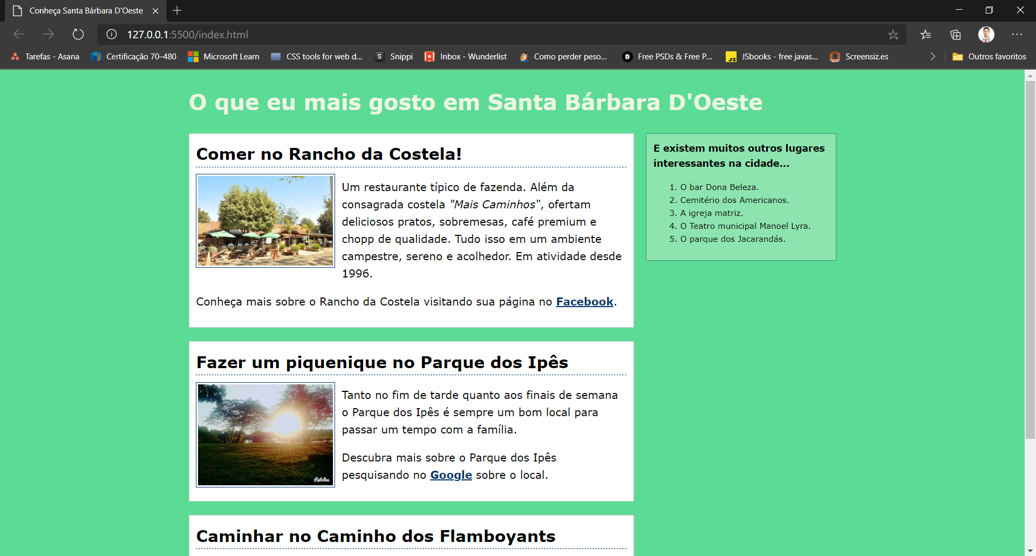 Conheça Santa Bárbara D'Oeste
127.0.0.1:5500/index.html
Tarefas - Asana
Certificação 70-480
Microsoft Learn
CSS tools for web d...
Snippi
Inbox - Wunderlist
Como perder peso...
Free PSDs & Free P...
JSbooks - free javas...
Screensiz.es
Outros favoritos
O que eu mais gosto em Santa Bárbara D'Oeste
Comer no Rancho da Costela!
Um restaurante típico de fazenda. Além da
consagrada costela "Mais Caminhos", ofertam
deliciosos pratos, sobremesas, café premium e
chopp de qualidade. Tudo isso em um ambiente
campestre, sereno e acolhedor. Em atividade desde
1996.
Conheça mais sobre o Rancho da Costela visitando sua página no Facebook.
Fazer um piquenique no Parque dos Ipês
Tanto no fim de tarde quanto aos finais de semana
o Parque dos Ipês é sempre um bom local para
passar um tempo com a família.
Descubra mais sobre o Parque dos Ipês
pesquisando no Google sobre o local.
Caminhar no Caminho dos Flamboyants
E existem muitos outros lugares
interessantes na cidade...
1. O bar Dona Beleza.
2. Cemitério dos Americanos.
3. A igreja matriz.
4. O Teatro municipal Manoel Lyra.
5. O parque dos Jacarandás.